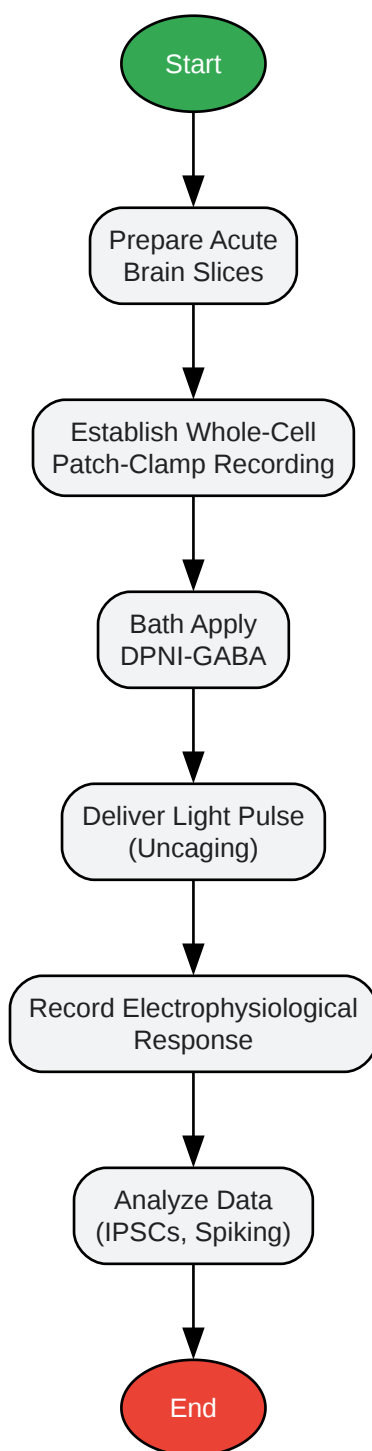 Start
Prepare Acute
Brain Slices
Establish Whole-Cell
Patch-Clamp Recording
Bath Apply
DPNI-GABA
Deliver Light Pulse
(Uncaging)
Record Electrophysiological
Response
Analyze Data
(IPSCs, Spiking)
End